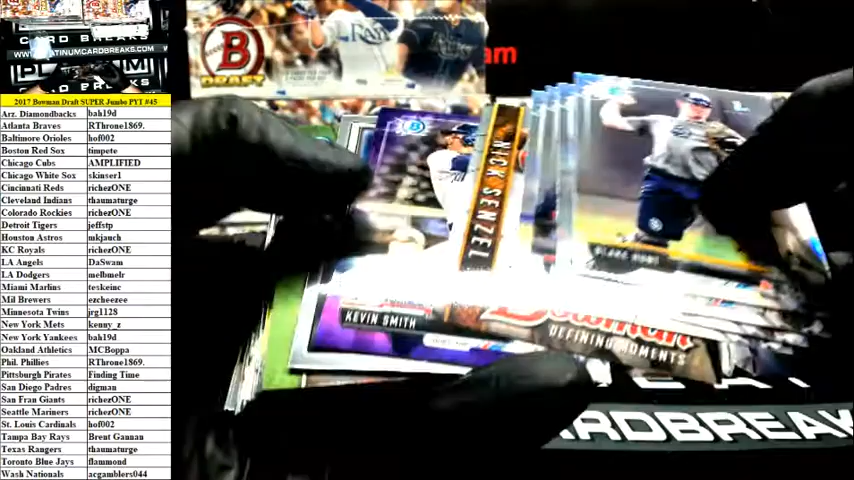 CARD BREAKS
WWW.PLATINUMCARDBREAKS.COM
B
DRAFT
RAYS
am
2017 Bowman Draft SUPER Jumbo PYT #45
Arz. Diamondbacks bah19d
Atlanta Braves RThrone1869.
Baltimore Orioles hof002
Boston Red Sox timpete
Chicago Cubs AMPLIFIED
Chicago White Sox skinser1
Cincinnati Reds richezONE
Cleveland Indians thaumaturge
Colorado Rockies richezONE
Detroit Tigers jeffstp
Houston Astros mkjauch
KC Royals richezONE
LA Angels DaSwam
LA Dodgers melbmelr
Miami Marlins teskeinc
Mil Brewers ezcheezee
Minnesota Twins jrg1128
New York Mets kenny_z
New York Yankees bah19d
Oakland Athletics MCBoppa
Phil. Phillies RThrone1869.
Pittsburgh Pirates Finding Time
San Diego Padres digman
San Fran Giants richezONE
Seattle Mariners richezONE
St. Louis Cardinals hof002
Tampa Bay Rays Brent Gannan
Texas Rangers thaumaturge
Toronto Blue Jays flammond
Wash Nationals acgamblers044
NICK SENZEL
KEVIN SMITH
Bowman
DEFINING MOMENTS
CARDBREAK